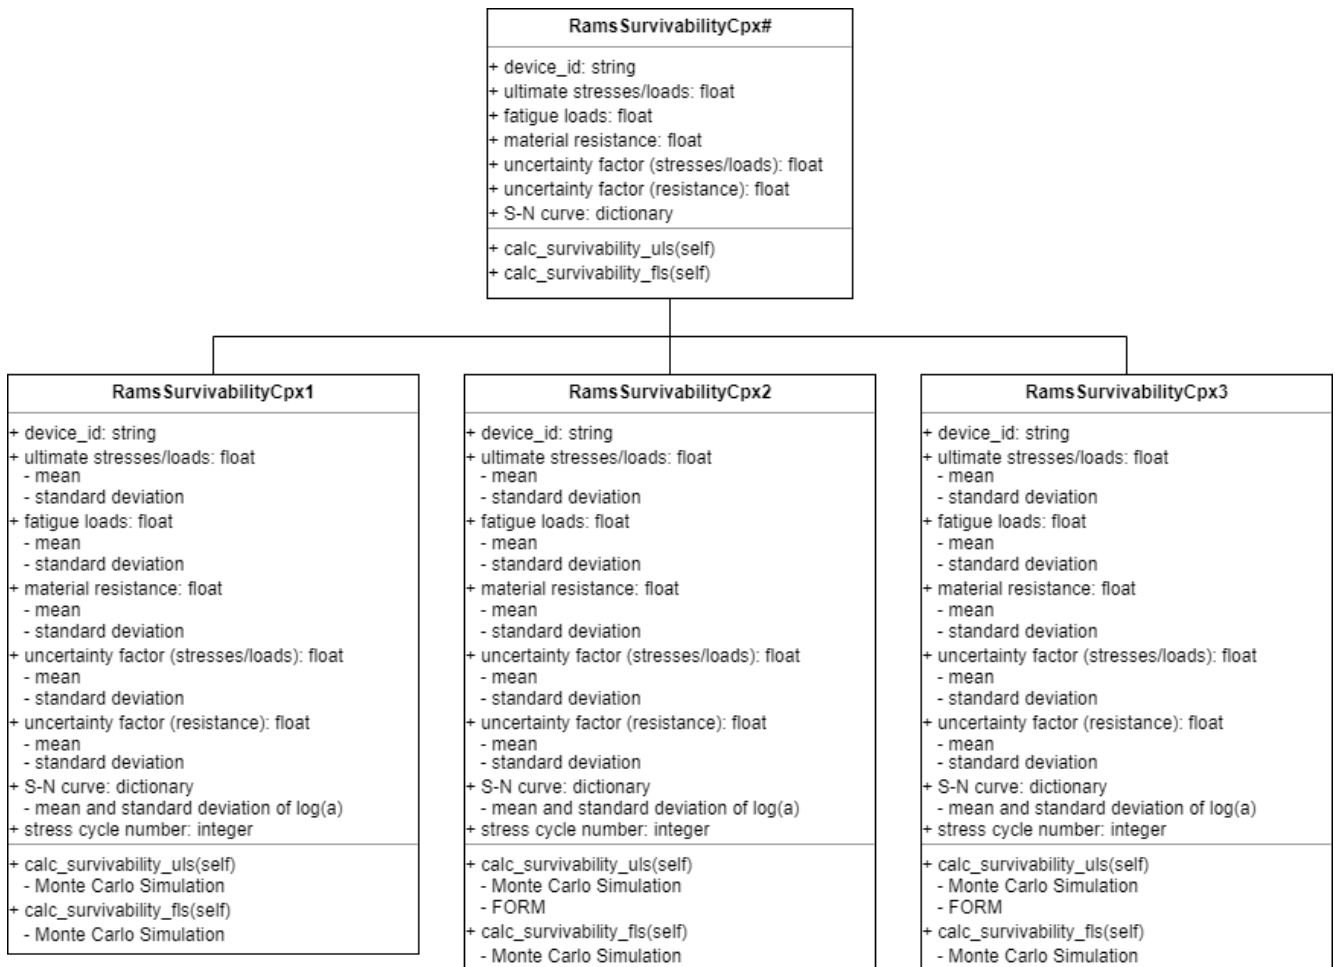 RamsSurvivabilityCpx#
+ device_id: string
+ ultimate stresses/loads: float
+ fatigue loads: float
+ material resistance: float
+ uncertainty factor (stresses/loads): float
+ uncertainty factor (resistance): float
+ S-N curve: dictionary
+ calc_survivability_uls(self)
+ calc_survivability_fls(self)
RamsSurvivabilityCpx1
+ device_id: string
+ ultimate stresses/loads: float
- mean
- standard deviation
+ fatigue loads: float
- mean
- standard deviation
+ material resistance: float
- mean
- standard deviation
+ uncertainty factor (stresses/loads): float
- mean
- standard deviation
+ uncertainty factor (resistance): float
- mean
- standard deviation
+ S-N curve: dictionary
- mean and standard deviation of log(a)
+ stress cycle number: integer
+ calc_survivability_uls(self)
- Monte Carlo Simulation
+ calc_survivability_fls(self)
- Monte Carlo Simulation
RamsSurvivabilityCpx2
+ device_id: string
+ ultimate stresses/loads: float
- mean
- standard deviation
+ fatigue loads: float
- mean
- standard deviation
+ material resistance: float
- mean
- standard deviation
+ uncertainty factor (stresses/loads): float
- mean
- standard deviation
+ uncertainty factor (resistance): float
- mean
- standard deviation
+ S-N curve: dictionary
- mean and standard deviation of log(a)
+ stress cycle number: integer
+ calc_survivability_uls(self)
- Monte Carlo Simulation
- FORM
+ calc_survivability_fls(self)
- Monte Carlo Simulation
RamsSurvivabilityCpx3
+ device_id: string
+ ultimate stresses/loads: float
- mean
- standard deviation
+ fatigue loads: float
- mean
- standard deviation
+ material resistance: float
- mean
- standard deviation
+ uncertainty factor (stresses/loads): float
- mean
- standard deviation
+ uncertainty factor (resistance): float
- mean
- standard deviation
+ S-N curve: dictionary
- mean and standard deviation of log(a)
+ stress cycle number: integer
+ calc_survivability_uls(self)
- Monte Carlo Simulation
- FORM
+ calc_survivability_fls(self)
- Monte Carlo Simulation